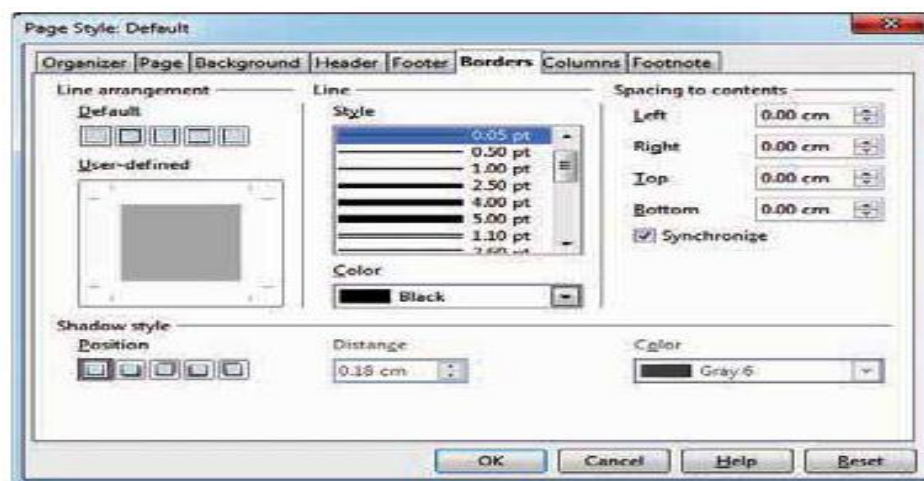 Page Style: Default
Organizer Page Background Header Footer Borders Columns Footnote
Line arrangement
Default
User-defined
Line
Style
0.05 pt
0.50 pt
1.00 pt
2.50 pt
4.00 pt
5.00 pt
1.10 pt
2.60 pt
Color
Black
Spacing to contents
Left 0.00 cm
Right 0.00 cm
Top 0.00 cm
Bottom 0.00 cm
Synchronize
Shadow style
Position
Distance
0.18 cm
Color
Gray 6
OK Cancel Help Reset